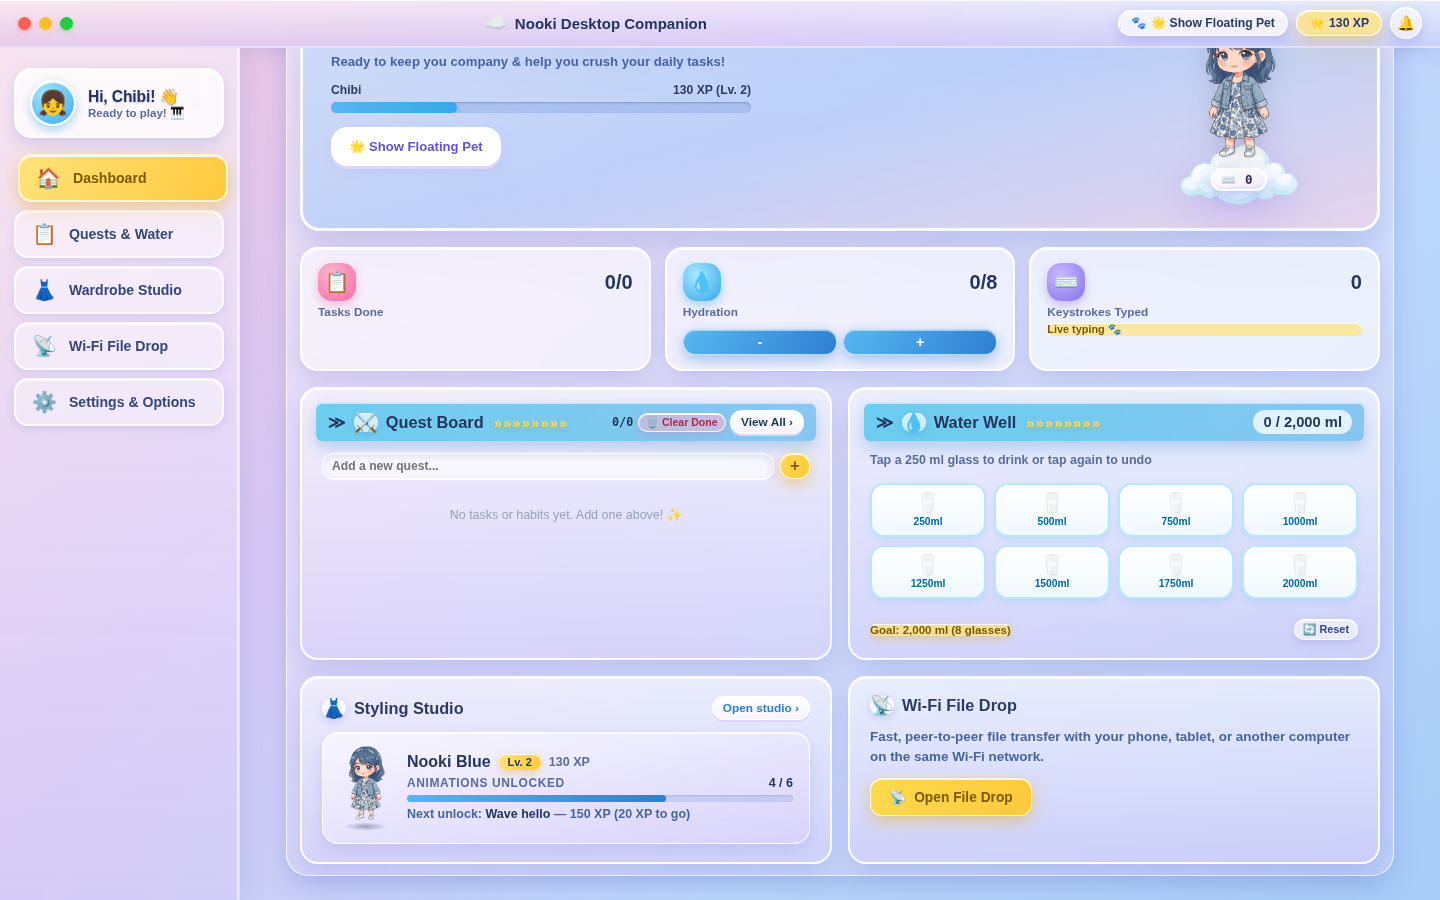 ☁️ Nooki Desktop Companion
🐾 🌟 Show Floating Pet
⭐ 130 XP
🔔
Hi, Chibi! 👋
Ready to play! 🎹
🏠 Dashboard
📋 Quests & Water
👗 Wardrobe Studio
📡 Wi-Fi File Drop
⚙️ Settings & Options
Ready to keep you company & help you crush your daily tasks!
Chibi 130 XP (Lv. 2)
🌟 Show Floating Pet
⌨️ 0
📋 0/0
Tasks Done
💧 0/8
Hydration
- +
⌨️ 0
Keystrokes Typed
Live typing 🐾
≫ ⚔️ Quest Board »»»»»»»» 0/0 🗑️ Clear Done View All ›
Add a new quest... +
No tasks or habits yet. Add one above! ✨
≫ 💧 Water Well »»»»»»»» 0 / 2,000 ml
Tap a 250 ml glass to drink or tap again to undo
250ml 500ml 750ml 1000ml
1250ml 1500ml 1750ml 2000ml
Goal: 2,000 ml (8 glasses) 🔄 Reset
👗 Styling Studio Open studio ›
Nooki Blue Lv. 2 130 XP
ANIMATIONS UNLOCKED 4 / 6
Next unlock: Wave hello — 150 XP (20 XP to go)
📡 Wi-Fi File Drop
Fast, peer-to-peer file transfer with your phone, tablet, or another computer
on the same Wi-Fi network.
📡 Open File Drop